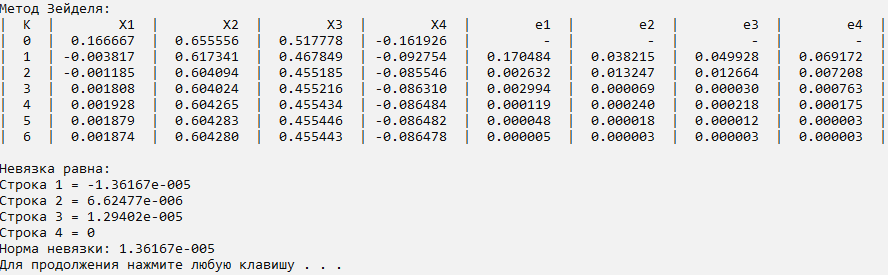 Метод Зейделя:
| K | X1 | X2 | X3 | X4 | e1 | e2 | e3 | e4 |
| 0 | 0.166667 | 0.655556 | 0.517778 | -0.161926 | - | - | - | - |
| 1 | -0.003817 | 0.617341 | 0.467849 | -0.092754 | 0.170484 | 0.038215 | 0.049928 | 0.069172 |
| 2 | -0.001185 | 0.604094 | 0.455185 | -0.085546 | 0.002632 | 0.013247 | 0.012664 | 0.007208 |
| 3 | 0.001808 | 0.604024 | 0.455216 | -0.086310 | 0.002994 | 0.000069 | 0.000030 | 0.000763 |
| 4 | 0.001928 | 0.604265 | 0.455434 | -0.086484 | 0.000119 | 0.000240 | 0.000218 | 0.000175 |
| 5 | 0.001879 | 0.604283 | 0.455446 | -0.086482 | 0.000048 | 0.000018 | 0.000012 | 0.000003 |
| 6 | 0.001874 | 0.604280 | 0.455443 | -0.086478 | 0.000005 | 0.000003 | 0.000003 | 0.000003 |
Невязка равна:
Строка 1 = -1.36167e-005
Строка 2 = 6.62477e-006
Строка 3 = 1.29402e-005
Строка 4 = 0
Норма невязки: 1.36167e-005
Для продолжения нажмите любую клавишу . . .